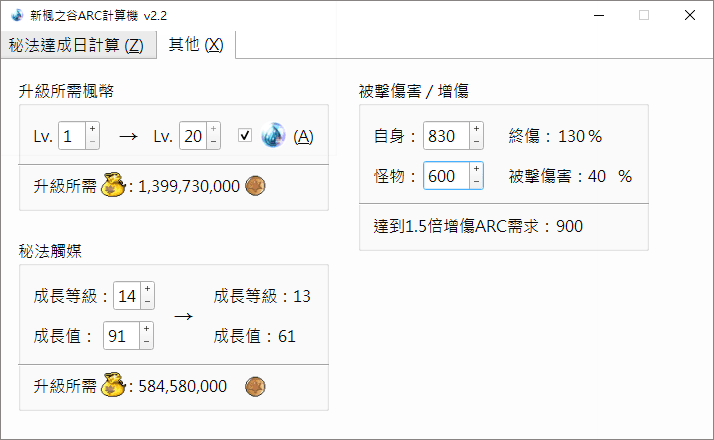 新楓之谷ARC計算機 v2.2
秘法達成日計算 (Z)
其他 (X)
升級所需楓幣
Lv. 1 → Lv. 20 (A)
升級所需 : 1,399,730,000
秘法觸媒
成長等級： 14
成長值： 91
→
成長等級：13
成長值：61
升級所需 : 584,580,000
被擊傷害 / 增傷
自身： 830 終傷：130 %
怪物： 600 被擊傷害：40 %
達到1.5倍增傷ARC需求：900